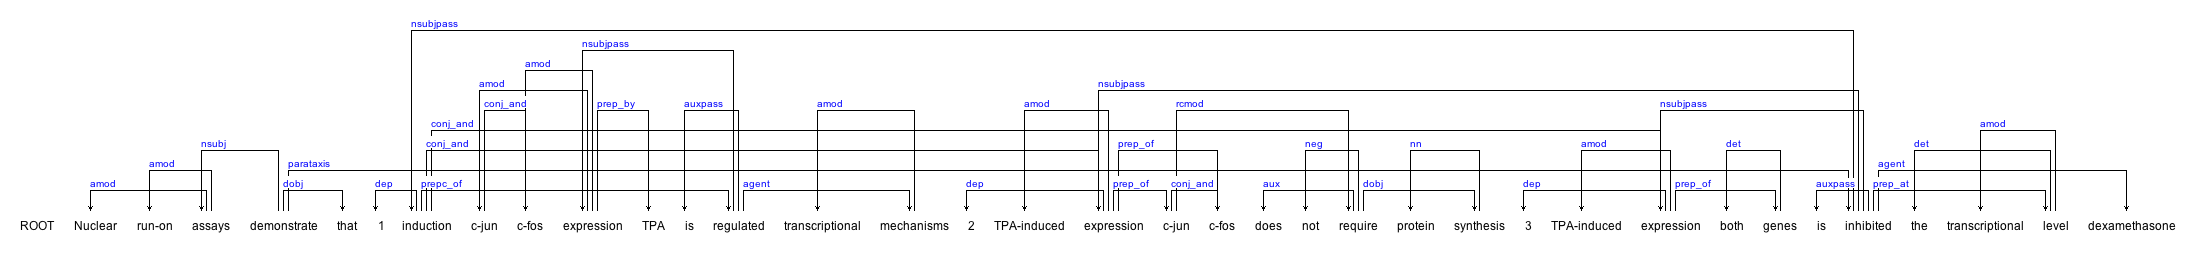 nsubjpass
nsubjpass
amod
amod nsubjpass
conj_and prep_by auxpass amod amod rcmod nsubjpass
conj_and amod
nsubj conj_and prep_of neg nn amod det det
amod parataxis agent
amod dobj dep prepc_of agent dep prep_of conj_and aux dobj dep prep_of auxpass prep_at
ROOT Nuclear run-on assays demonstrate that 1 induction c-jun c-fos expression TPA is regulated transcriptional mechanisms 2 TPA-induced expression c-jun c-fos does not require protein synthesis 3 TPA-induced expression both genes is inhibited the transcriptional level dexamethasone